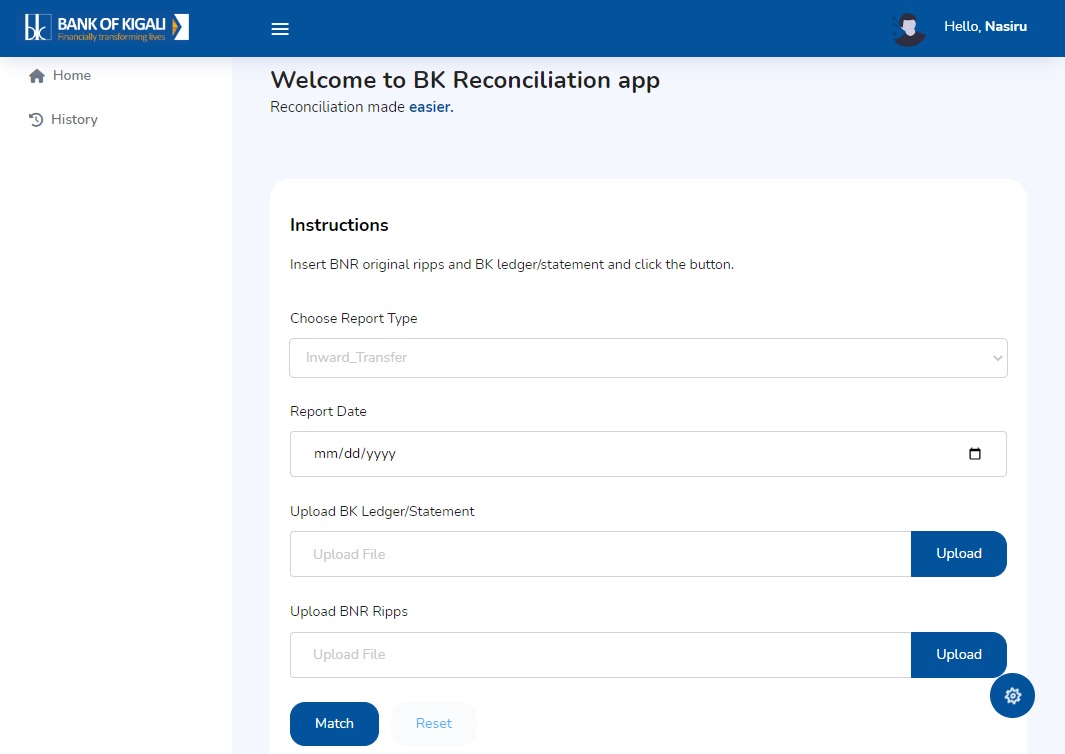 bk BANK OF KIGALI
Financially transforming lives
Hello, Nasiru
Home
History
Welcome to BK Reconciliation app
Reconciliation made easier.
Instructions
Insert BNR original ripps and BK ledger/statement and click the button.
Choose Report Type
Inward_Transfer
Report Date
mm/dd/yyyy
Upload BK Ledger/Statement
Upload File
Upload
Upload BNR Ripps
Upload File
Upload
Match
Reset